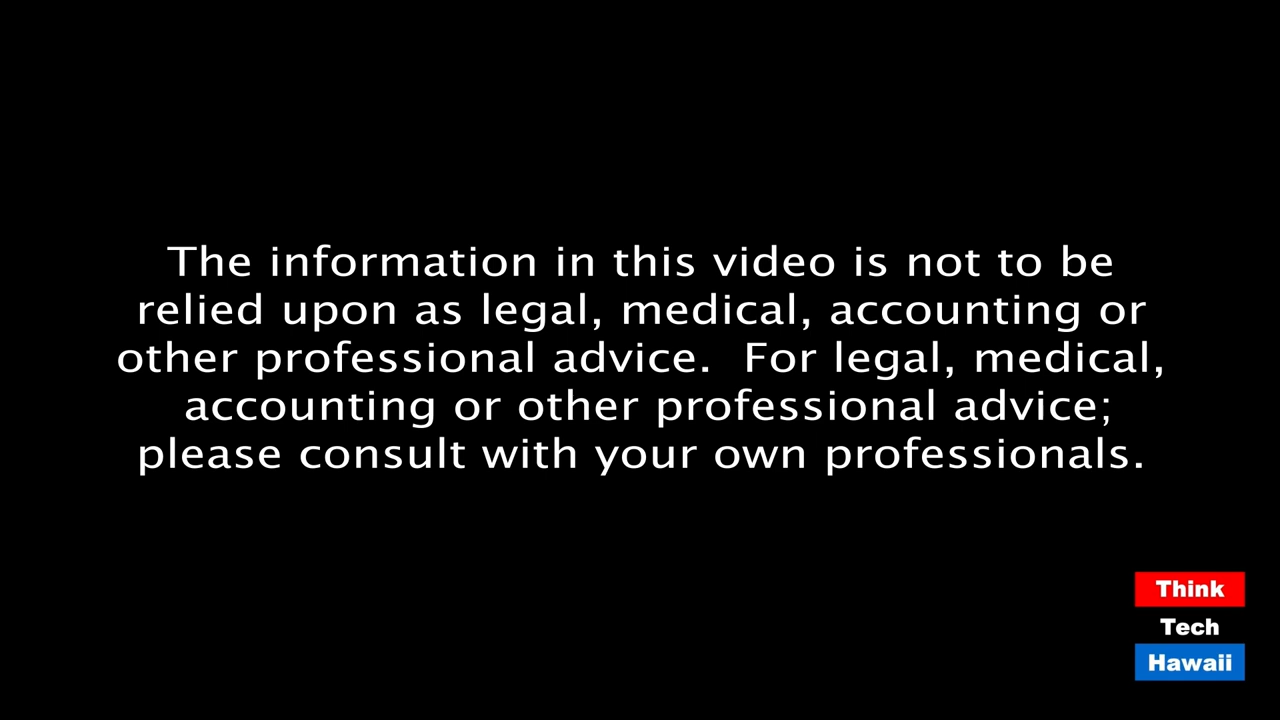 The information in this video is not to be
relied upon as legal, medical, accounting or
other professional advice.  For legal, medical,
accounting or other professional advice;
please consult with your own professionals.
Think
Tech
Hawaii